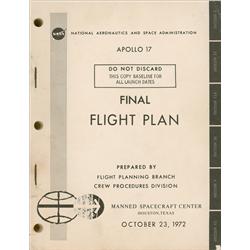 NASA
NATIONAL AERONAUTICS AND SPACE ADMINISTRATION
APOLLO 17
DO NOT DISCARD
THIS COPY BASELINE FOR
ALL LAUNCH DATES
FINAL
FLIGHT PLAN
PREPARED BY
FLIGHT PLANNING BRANCH
CREW PROCEDURES DIVISION
MANNED SPACECRAFT CENTER
HOUSTON, TEXAS
OCTOBER 23, 1972